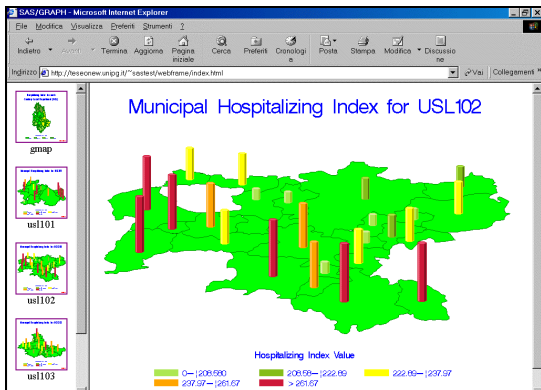 SAS/GRAPH - Microsoft Internet Explorer
File Modifica Visualizza Preferiti Strumenti ?
Indietro Avanti Termina Aggiorna Pagina iniziale Cerca Preferiti Cronologia Posta Stampa Modifica Discussione
Indirizzo http://teseonew.unipg.it/~sastest/webframe/index.html Vai Collegamenti »
Municipal Hospitalizing Index for USL102
gmap
usl101
usl102
usl103
Hospitalizing Index Value
0-|208.580 208.58-|222.89 222.89-|237.97
237.97-|261.67 > 261.67